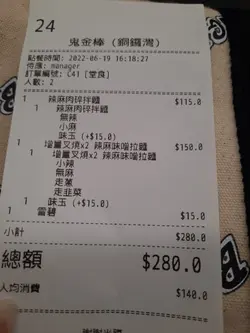 24
鬼金棒 (銅鑼灣)
點餐時間: 2022-06-19 16:18:27
侍應: manager
訂單編號: C41 [堂食]
人數: 2
1 辣麻肉碎拌麵 $115.0
1 辣麻肉碎拌麵
無辣
小麻
味玉 (+$15.0)
1 增量叉燒x2 辣麻味噌拉麵 $150.0
1 增量叉燒x2 辣麻味噌拉麵
小辣
無麻
走蔥
走韭菜
1 味玉 (+$15.0)
1 雪碧 $15.0
小計 $280.0
總額 $280.0
人均消費 $140.0